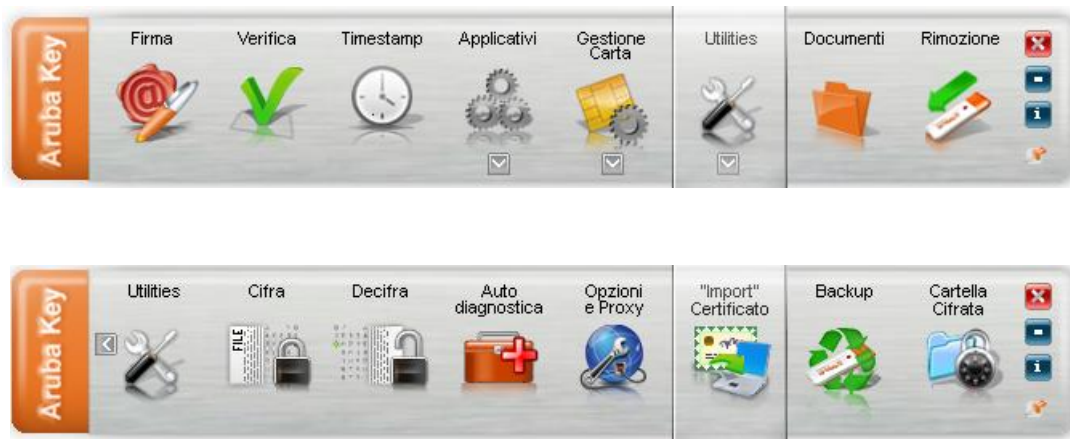 Aruba Key
Firma
Verifica
Timestamp
Applicativi
Gestione
Carta
Utilities
Documenti
Rimozione
Aruba Key
Utilities
Cifra
Decifra
Auto
diagnostica
Opzioni
e Proxy
"Import"
Certificato
Backup
Cartella
Cifrata
FILE